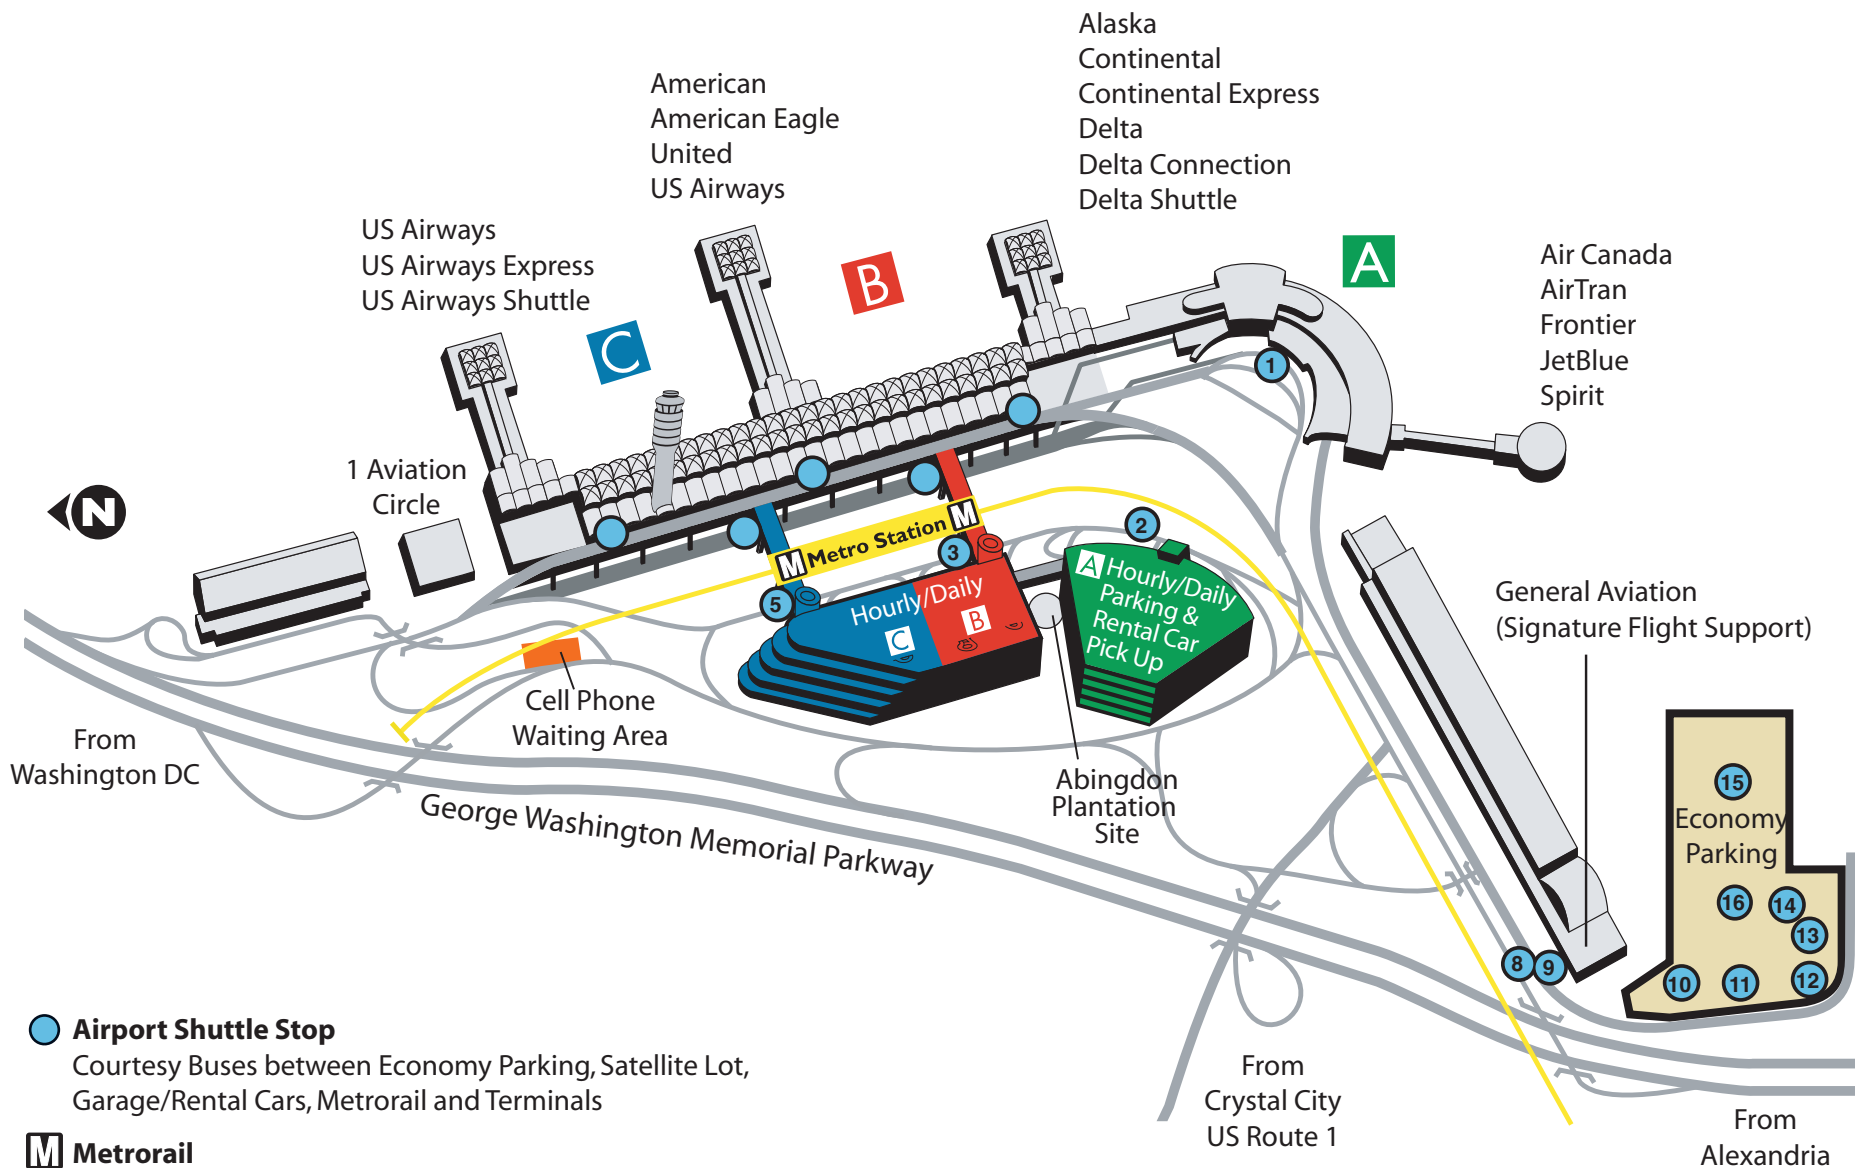 Alaska
Continental
Continental Express
Delta
Delta Connection
Delta Shuttle
American
American Eagle
United
US Airways
US Airways
US Airways Express
US Airways Shuttle
A
B
C
Air Canada
AirTran
Frontier
JetBlue
Spirit
1
1 Aviation
Circle
N
M Metro Station M
2
3
5
Hourly/Daily
C
B
A Hourly/Daily
Parking &
Rental Car
Pick Up
General Aviation
(Signature Flight Support)
Cell Phone
Waiting Area
From
Washington DC
Abingdon
Plantation
Site
George Washington Memorial Parkway
15
Economy
Parking
16
14
13
8
9
10
11
12
Airport Shuttle Stop
Courtesy Buses between Economy Parking, Satellite Lot,
Garage/Rental Cars, Metrorail and Terminals
M Metrorail
From
Crystal City
US Route 1
From
Alexandria